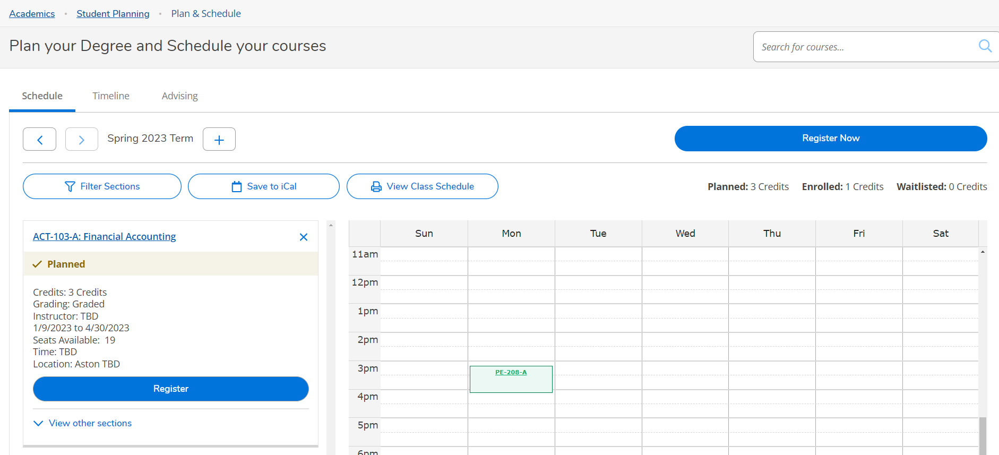 Academics • Student Planning • Plan & Schedule
Plan your Degree and Schedule your courses
Search for courses...
Schedule Timeline Advising
Spring 2023 Term
Register Now
Filter Sections Save to iCal View Class Schedule
Planned: 3 Credits Enrolled: 1 Credits Waitlisted: 0 Credits
ACT-103-A: Financial Accounting
Planned
Credits: 3 Credits
Grading: Graded
Instructor: TBD
1/9/2023 to 4/30/2023
Seats Available: 19
Time: TBD
Location: Aston TBD
Register
View other sections
Sun Mon Tue Wed Thu Fri Sat
11am
12pm
1pm
2pm
3pm
PE-208-A
4pm
5pm
6pm